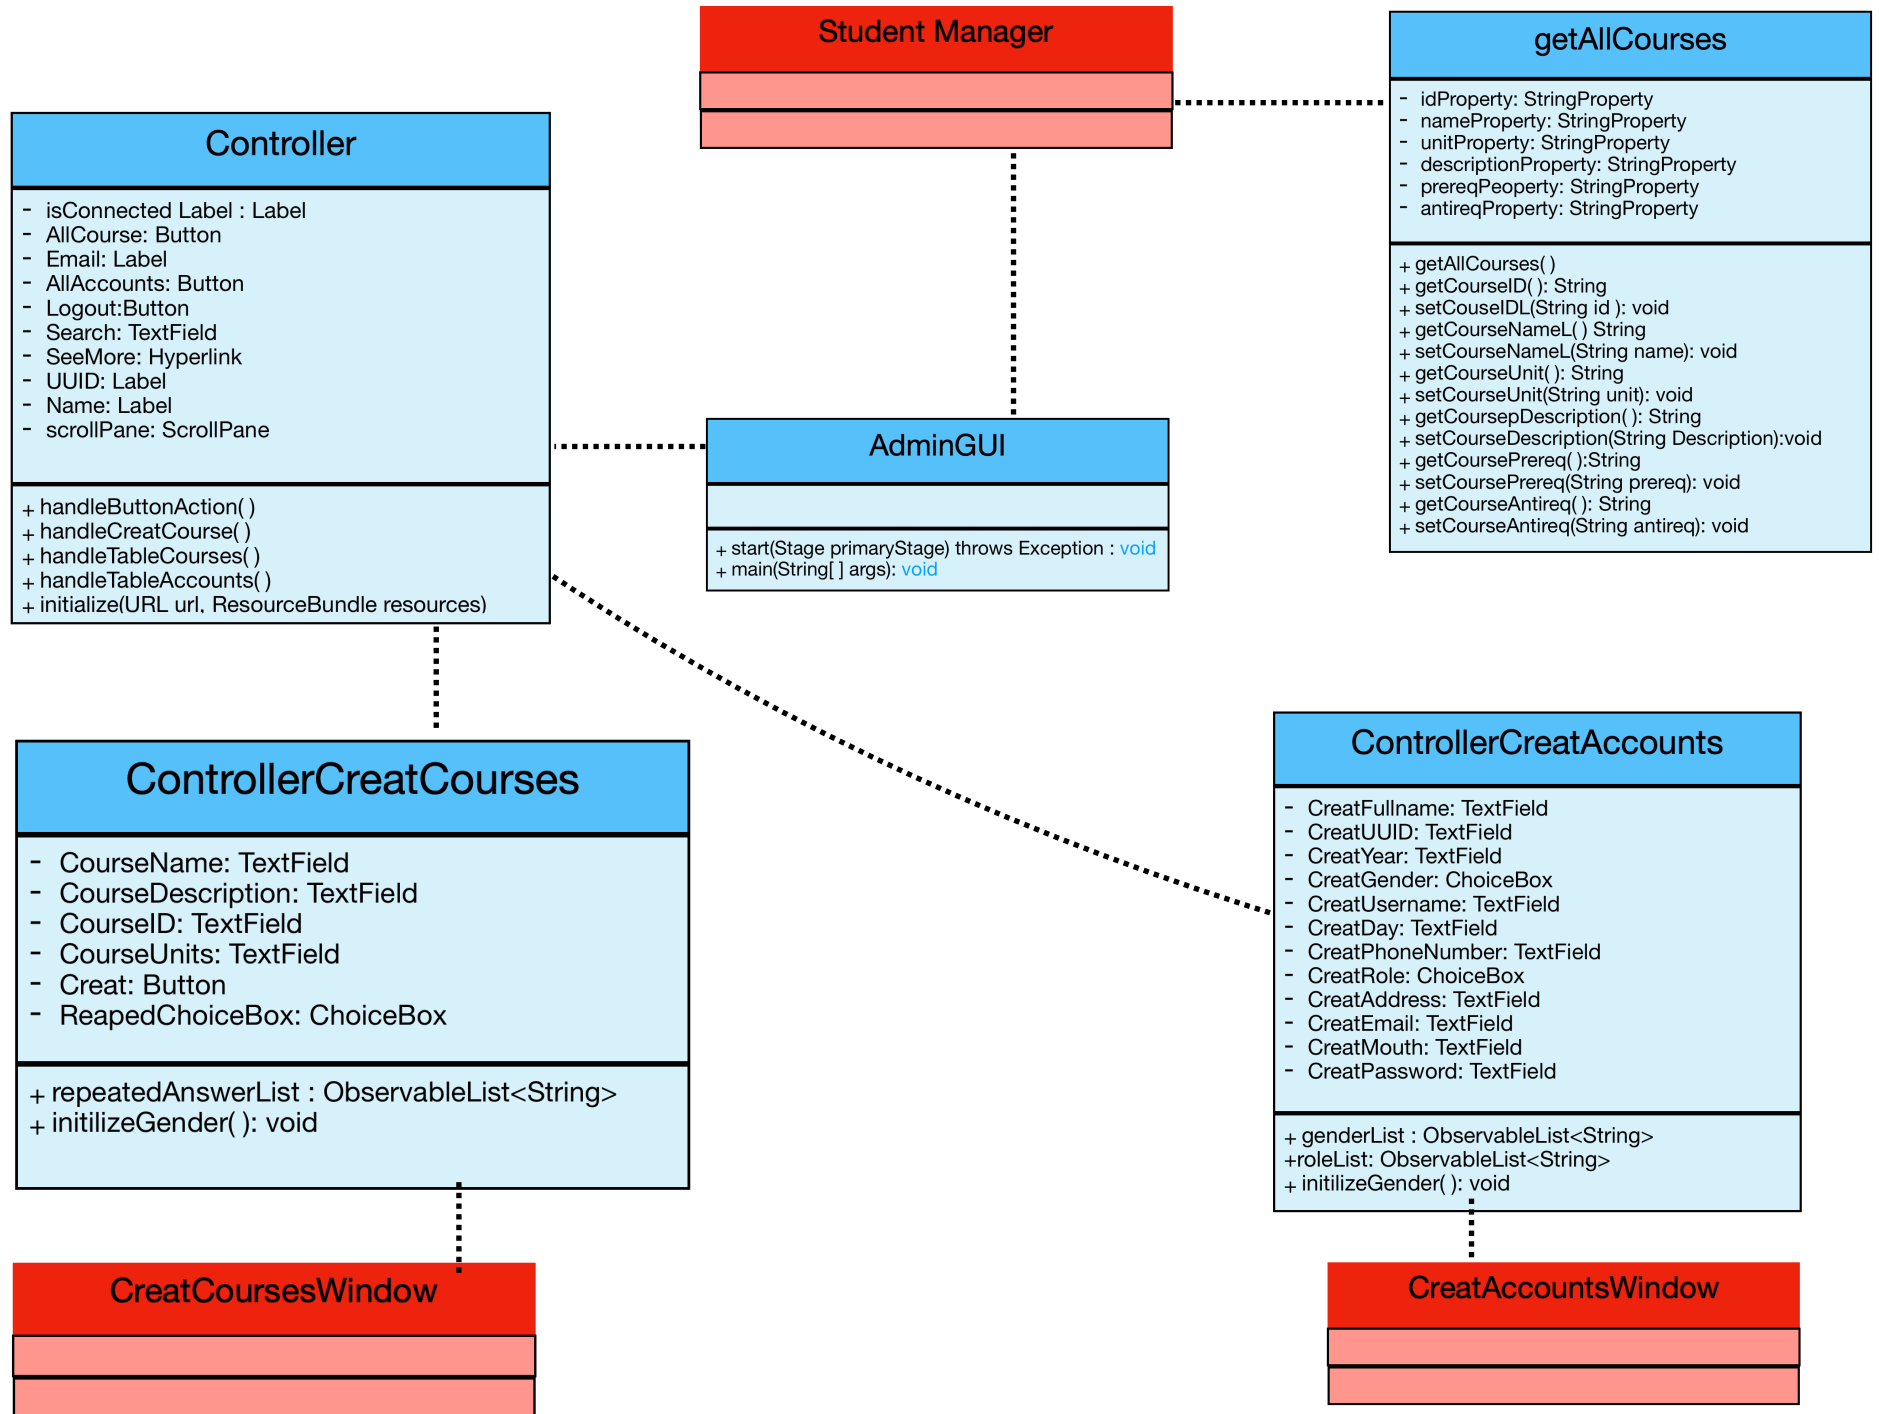 Student Manager
getAllCourses
- idProperty: StringProperty
- nameProperty: StringProperty
- unitProperty: StringProperty
- descriptionProperty: StringProperty
- prereqPeoperty: StringProperty
- antireqProperty: StringProperty
+ getAllCourses( )
+ getCourseID( ): String
+ setCouseIDL(String id ): void
+ getCourseNameL( ) String
+ setCourseNameL(String name): void
+ getCourseUnit( ): String
+ setCourseUnit(String unit): void
+ getCoursepDescription( ): String
+ setCourseDescription(String Description):void
+ getCoursePrereq( ):String
+ setCoursePrereq(String prereq): void
+ getCourseAntireq( ): String
+ setCourseAntireq(String antireq): void
Controller
- isConnected Label : Label
- AllCourse: Button
- Email: Label
- AllAccounts: Button
- Logout:Button
- Search: TextField
- SeeMore: Hyperlink
- UUID: Label
- Name: Label
- scrollPane: ScrollPane
+ handleButtonAction( )
+ handleCreatCourse( )
+ handleTableCourses( )
+ handleTableAccounts( )
+ initialize(URL url, ResourceBundle resources)
AdminGUI
+ start(Stage primaryStage) throws Exception : void
+ main(String[ ] args): void
ControllerCreatCourses
- CourseName: TextField
- CourseDescription: TextField
- CourseID: TextField
- CourseUnits: TextField
- Creat: Button
- ReapedChoiceBox: ChoiceBox
+ repeatedAnswerList : ObservableList<String>
+ initilizeGender( ): void
ControllerCreatAccounts
- CreatFullname: TextField
- CreatUUID: TextField
- CreatYear: TextField
- CreatGender: ChoiceBox
- CreatUsername: TextField
- CreatDay: TextField
- CreatPhoneNumber: TextField
- CreatRole: ChoiceBox
- CreatAddress: TextField
- CreatEmail: TextField
- CreatMouth: TextField
- CreatPassword: TextField
+ genderList : ObservableList<String>
+roleList: ObservableList<String>
+ initilizeGender( ): void
CreatCoursesWindow
CreatAccountsWindow